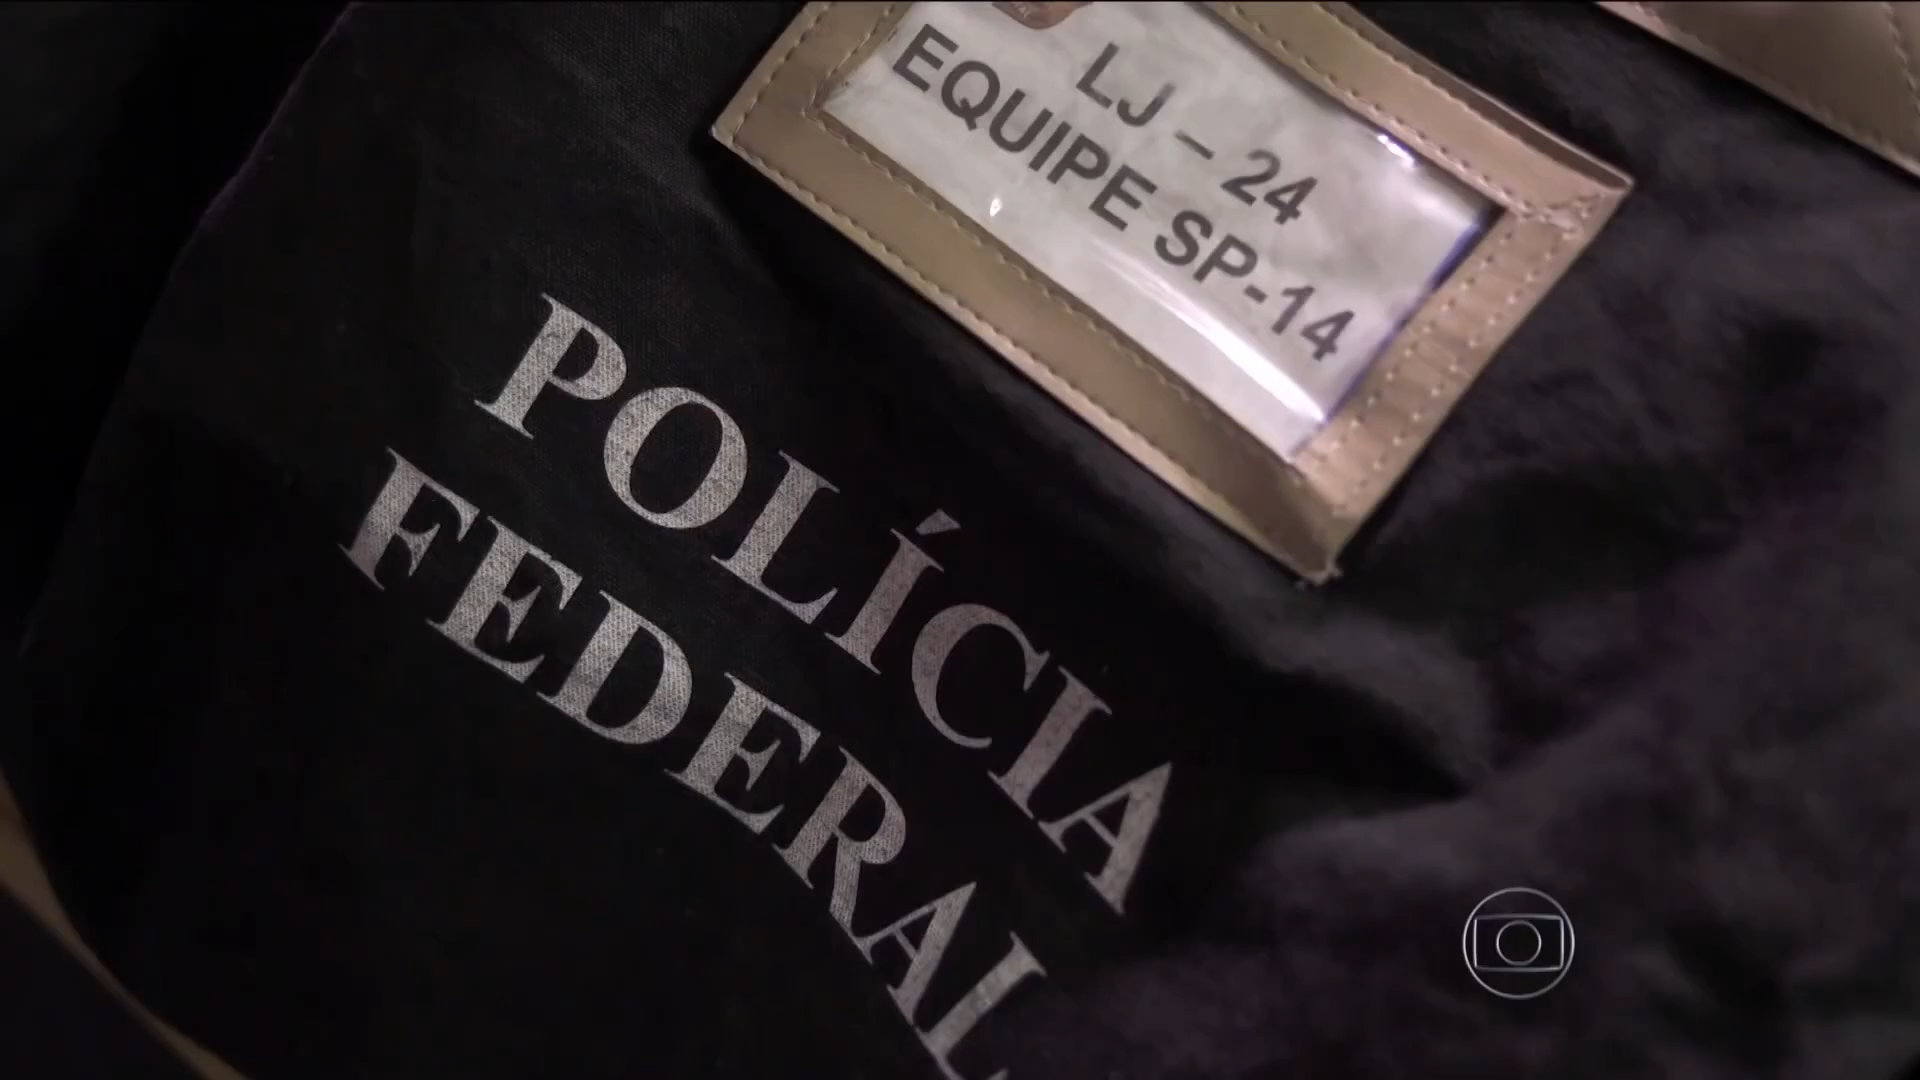 LJ – 24
EQUIPE SP-14
POLÍCIA
FEDERAL